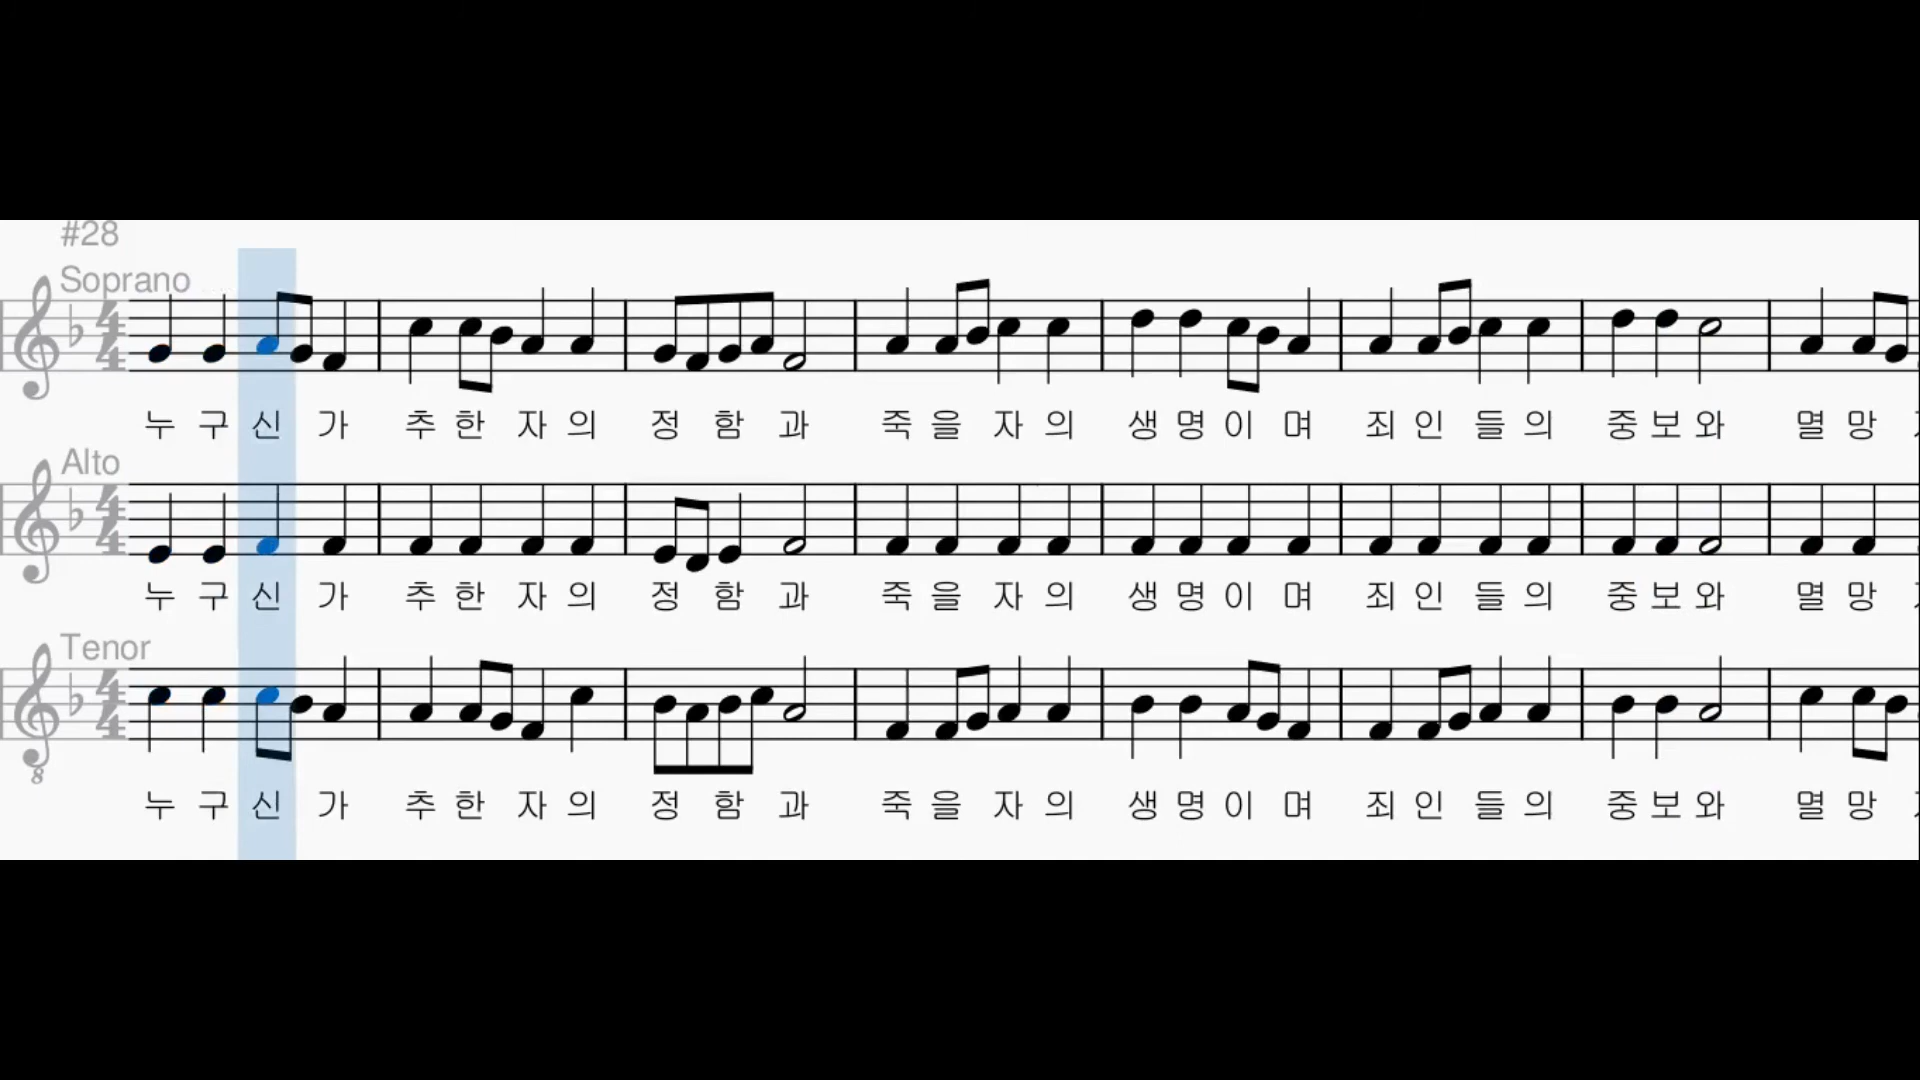 #28
Soprano
누 구 신 가 추 한 자 의 정 함 과 죽 을 자 의 생 명 이 며 죄 인 들 의 중 보 와 멸 망
Alto
누 구 신 가 추 한 자 의 정 함 과 죽 을 자 의 생 명 이 며 죄 인 들 의 중 보 와 멸 망
Tenor
누 구 신 가 추 한 자 의 정 함 과 죽 을 자 의 생 명 이 며 죄 인 들 의 중 보 와 멸 망